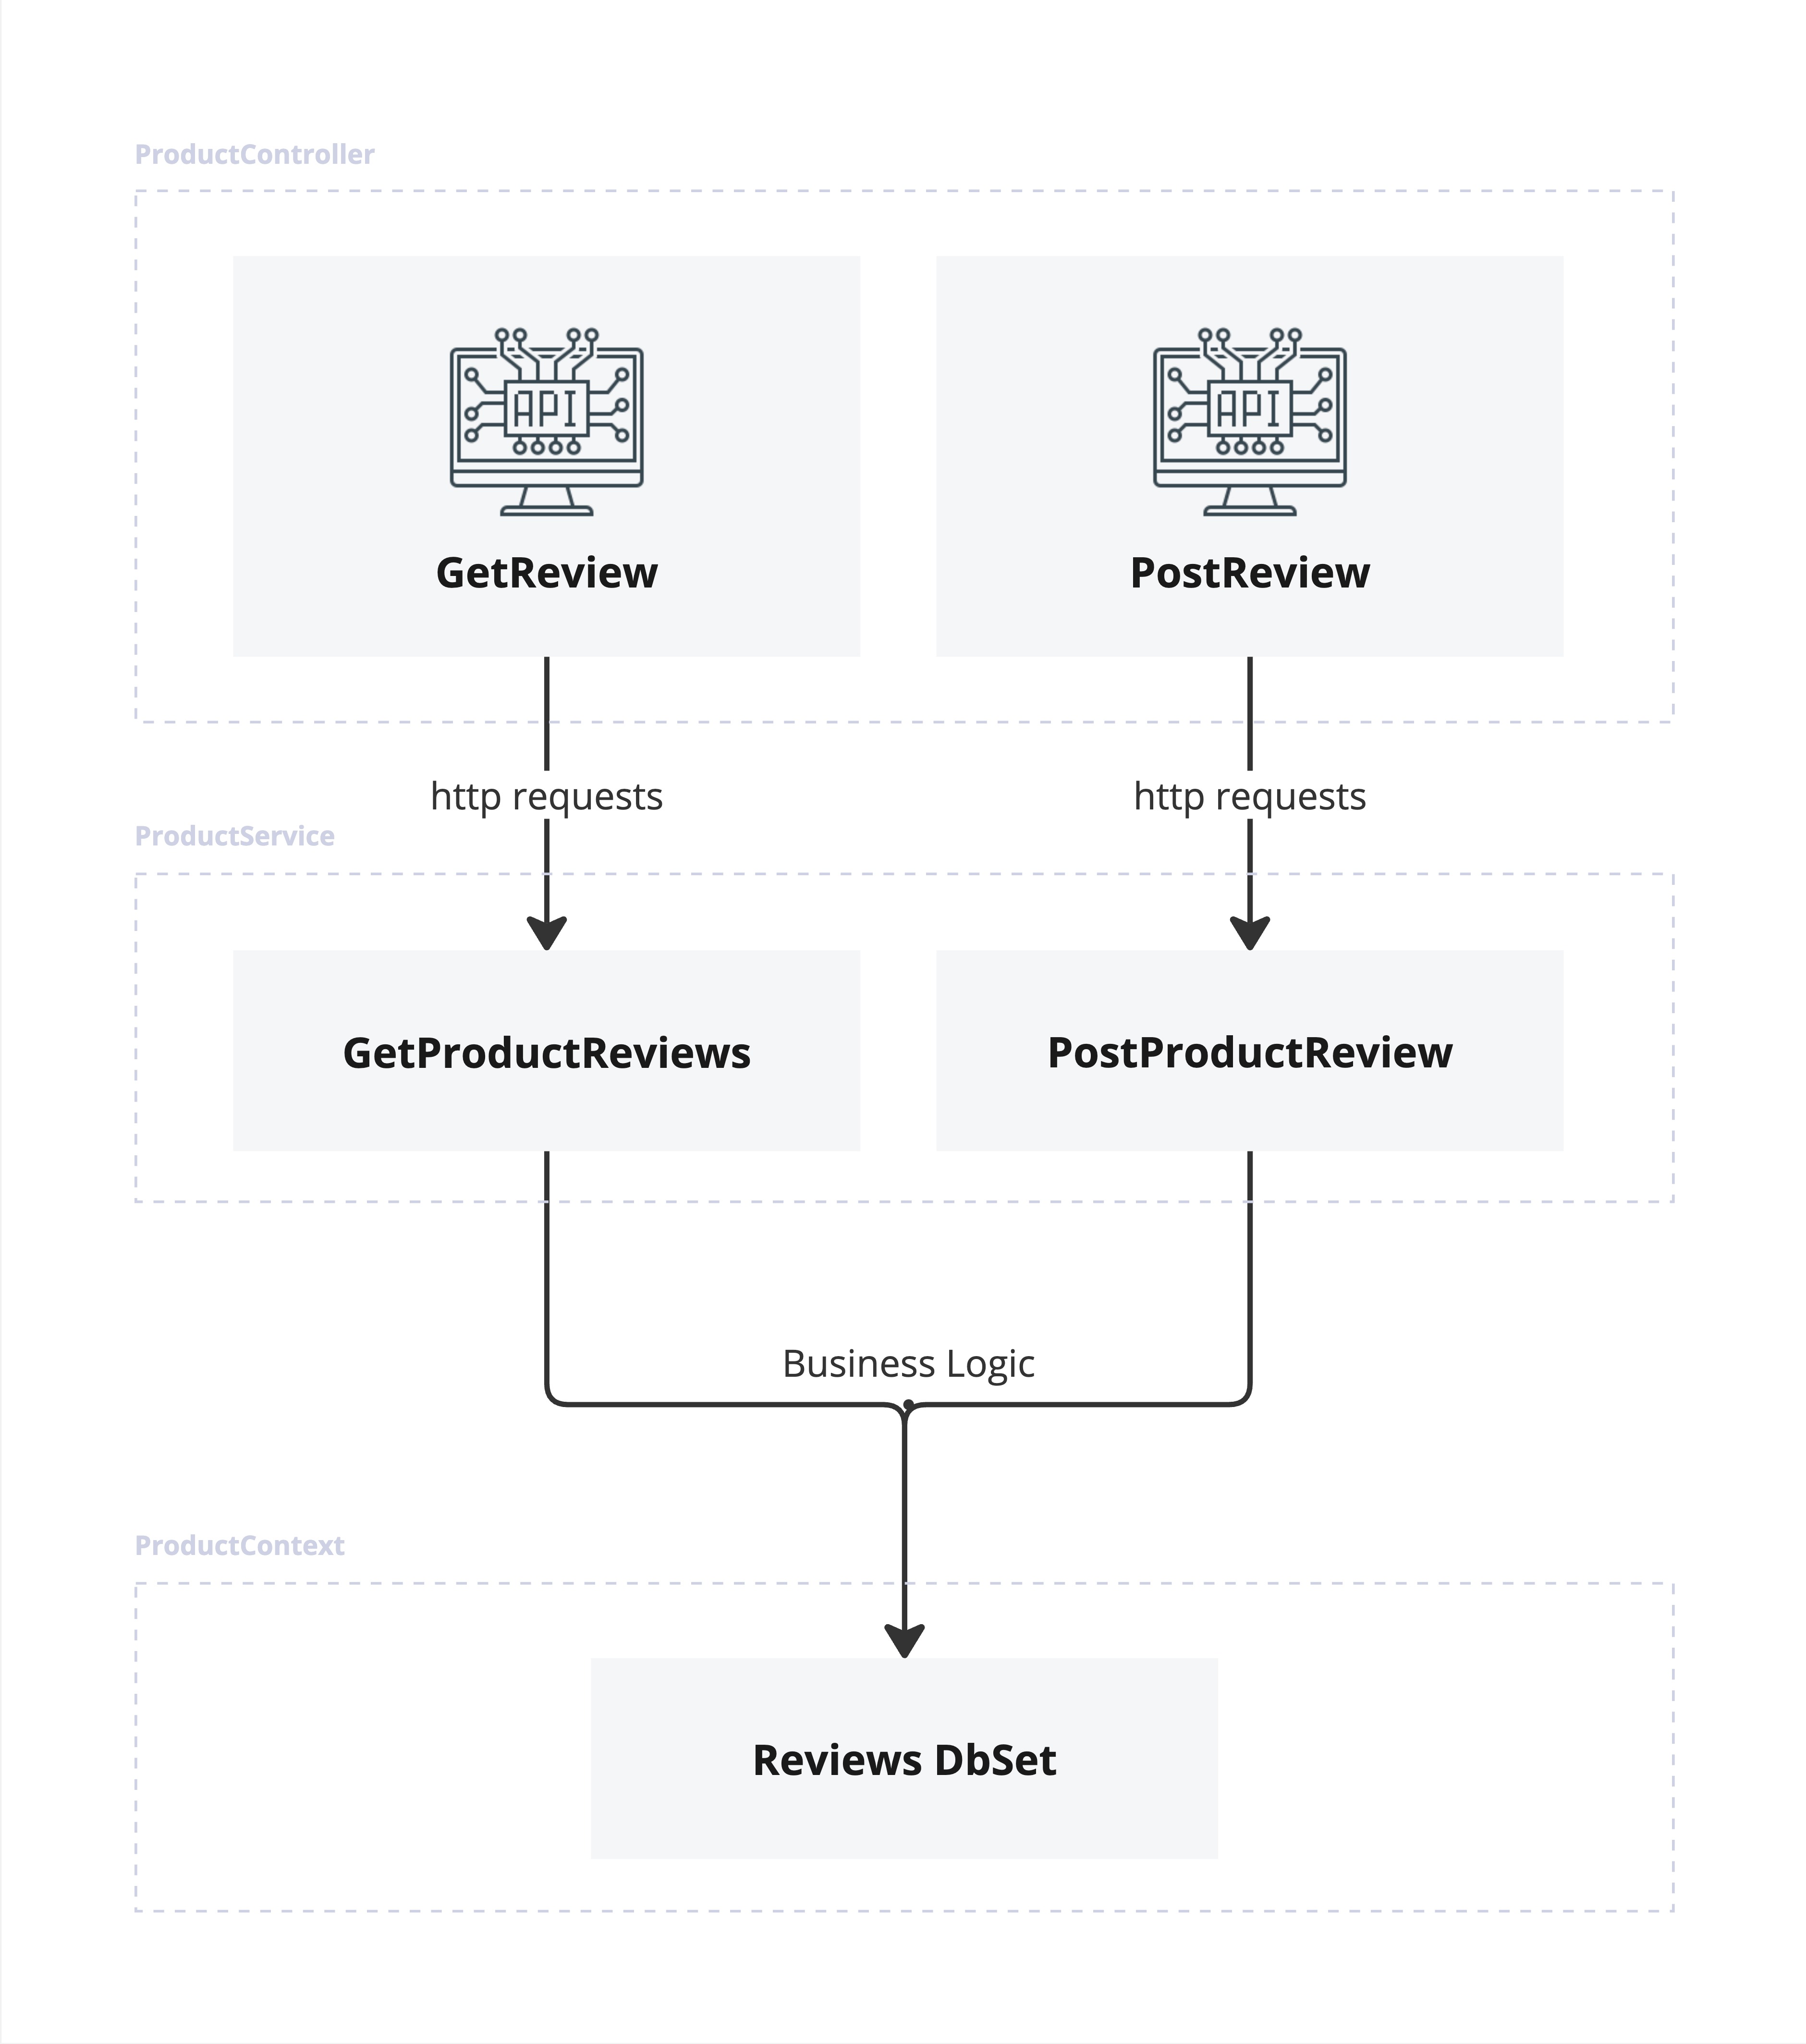 ProductController
API
API
GetReview
PostReview
http requests
http requests
ProductService
GetProductReviews
PostProductReview
Business Logic
ProductContext
Reviews DbSet